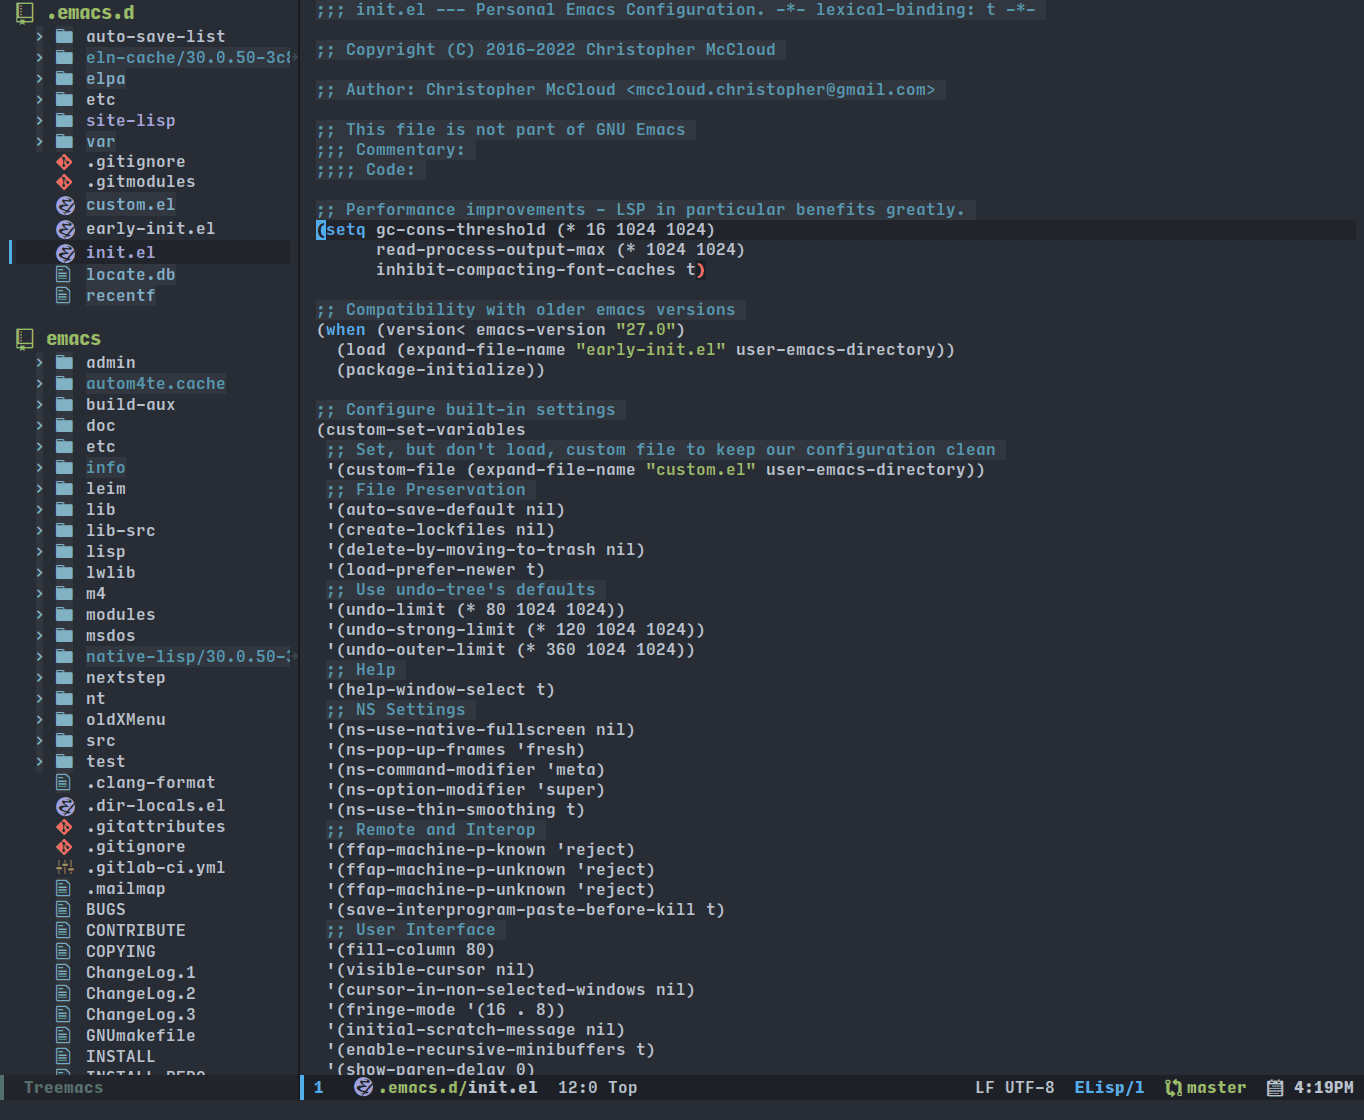 .emacs.d
auto-save-list
eln-cache/30.0.50-3c8
elpa
etc
site-lisp
var
.gitignore
.gitmodules
custom.el
early-init.el
init.el
locate.db
recentf
emacs
admin
autom4te.cache
build-aux
doc
etc
info
leim
lib
lib-src
lisp
lwlib
m4
modules
msdos
native-lisp/30.0.50-3
nextstep
nt
oldXMenu
src
test
.clang-format
.dir-locals.el
.gitattributes
.gitignore
.gitlab-ci.yml
.mailmap
BUGS
CONTRIBUTE
COPYING
ChangeLog.1
ChangeLog.2
ChangeLog.3
GNUmakefile
INSTALL
INSTALL.REPO
Treemacs
;;; init.el --- Personal Emacs Configuration. -*- lexical-binding: t -*-
;; Copyright (C) 2016-2022 Christopher McCloud
;; Author: Christopher McCloud <mccloud.christopher@gmail.com>
;; This file is not part of GNU Emacs
;;; Commentary:
;;;; Code:
;; Performance improvements - LSP in particular benefits greatly.
(setq gc-cons-threshold (* 16 1024 1024)
read-process-output-max (* 1024 1024)
inhibit-compacting-font-caches t)
;; Compatibility with older emacs versions
(when (version< emacs-version "27.0")
(load (expand-file-name "early-init.el" user-emacs-directory))
(package-initialize))
;; Configure built-in settings
(custom-set-variables
;; Set, but don't load, custom file to keep our configuration clean
'(custom-file (expand-file-name "custom.el" user-emacs-directory))
;; File Preservation
'(auto-save-default nil)
'(create-lockfiles nil)
'(delete-by-moving-to-trash nil)
'(load-prefer-newer t)
;; Use undo-tree's defaults
'(undo-limit (* 80 1024 1024))
'(undo-strong-limit (* 120 1024 1024))
'(undo-outer-limit (* 360 1024 1024))
;; Help
'(help-window-select t)
;; NS Settings
'(ns-use-native-fullscreen nil)
'(ns-pop-up-frames 'fresh)
'(ns-command-modifier 'meta)
'(ns-option-modifier 'super)
'(ns-use-thin-smoothing t)
;; Remote and Interop
'(ffap-machine-p-known 'reject)
'(ffap-machine-p-unknown 'reject)
'(ffap-machine-p-unknown 'reject)
'(save-interprogram-paste-before-kill t)
;; User Interface
'(fill-column 80)
'(visible-cursor nil)
'(cursor-in-non-selected-windows nil)
'(fringe-mode '(16 . 8))
'(initial-scratch-message nil)
'(enable-recursive-minibuffers t)
'(show-paren-delay 0)
1 .emacs.d/init.el 12:0 Top LF UTF-8 ELisp/l master 4:19PM